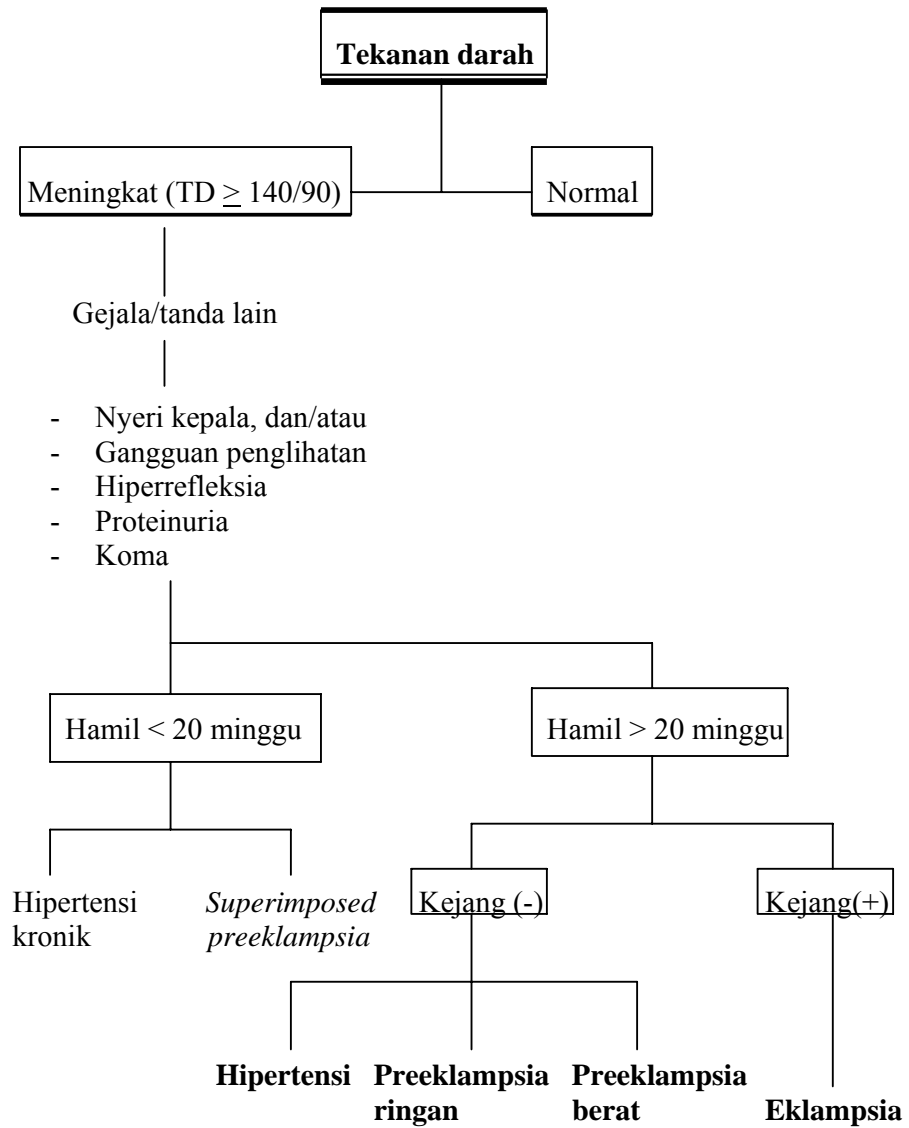 Tekanan darah
Meningkat (TD ≥ 140/90)
Normal
Gejala/tanda lain
- Nyeri kepala, dan/atau
- Gangguan penglihatan
- Hiperrefleksia
- Proteinuria
- Koma
Hamil < 20 minggu
Hamil > 20 minggu
Hipertensi
kronik
Superimposed
preeklampsia
Kejang (-)
Kejang(+)
Hipertensi
Preeklampsia
ringan
Preeklampsia
berat
Eklampsia